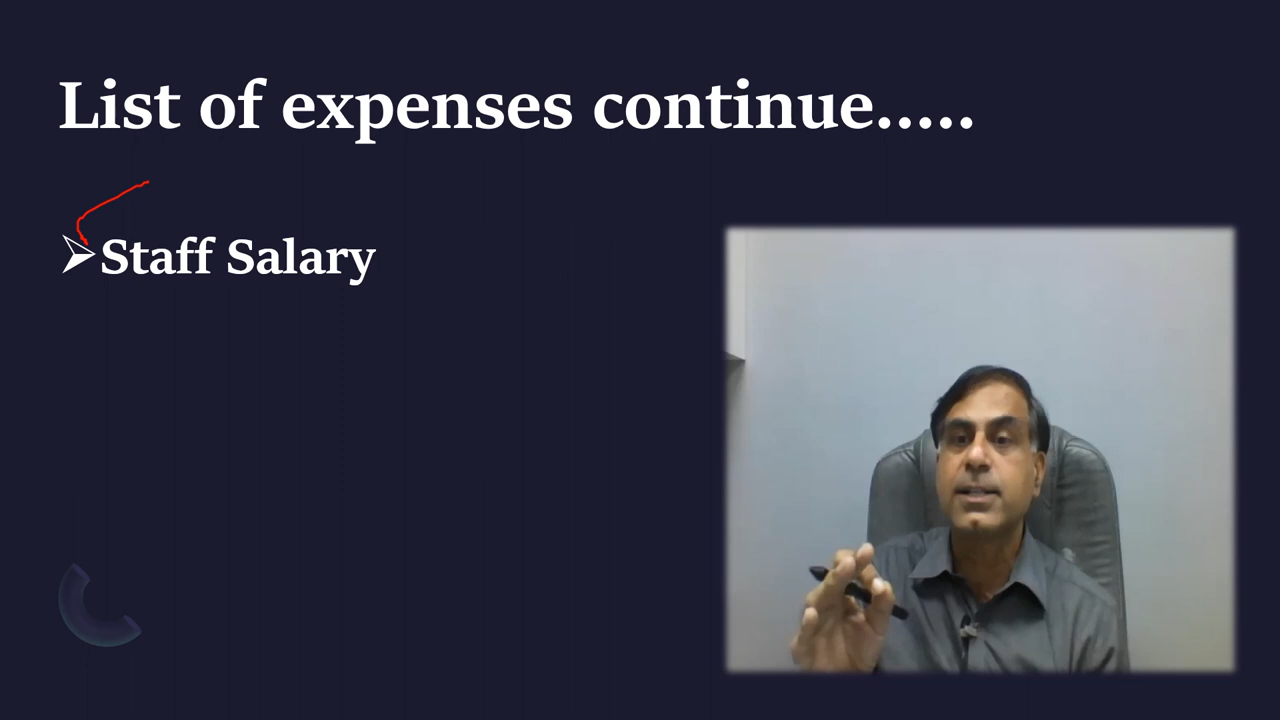 List of expenses continue.....
Staff Salary